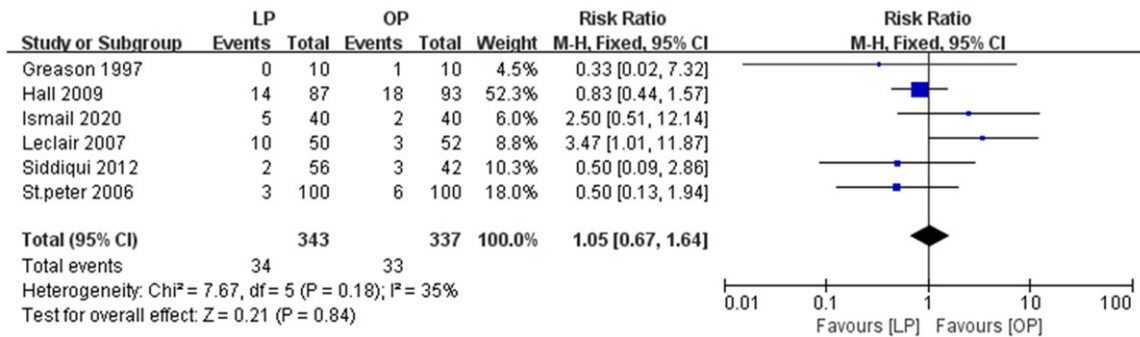 LP OP Risk Ratio Risk Ratio
Study or Subgroup Events Total Events Total Weight M-H, Fixed, 95% CI M-H, Fixed, 95% CI
Greason 1997 0 10 1 10 4.5% 0.33 [0.02, 7.32]
Hall 2009 14 87 18 93 52.3% 0.83 [0.44, 1.57]
Ismail 2020 5 40 2 40 6.0% 2.50 [0.51, 12.14]
Leclair 2007 10 50 3 52 8.8% 3.47 [1.01, 11.87]
Siddiqui 2012 2 56 3 42 10.3% 0.50 [0.09, 2.86]
St.peter 2006 3 100 6 100 18.0% 0.50 [0.13, 1.94]
Total (95% CI) 343 337 100.0% 1.05 [0.67, 1.64]
Total events 34 33
Heterogeneity: Chi² = 7.67, df = 5 (P = 0.18); I² = 35%
Test for overall effect: Z = 0.21 (P = 0.84)
0.01 0.1 1 10 100
Favours [LP] Favours [OP]